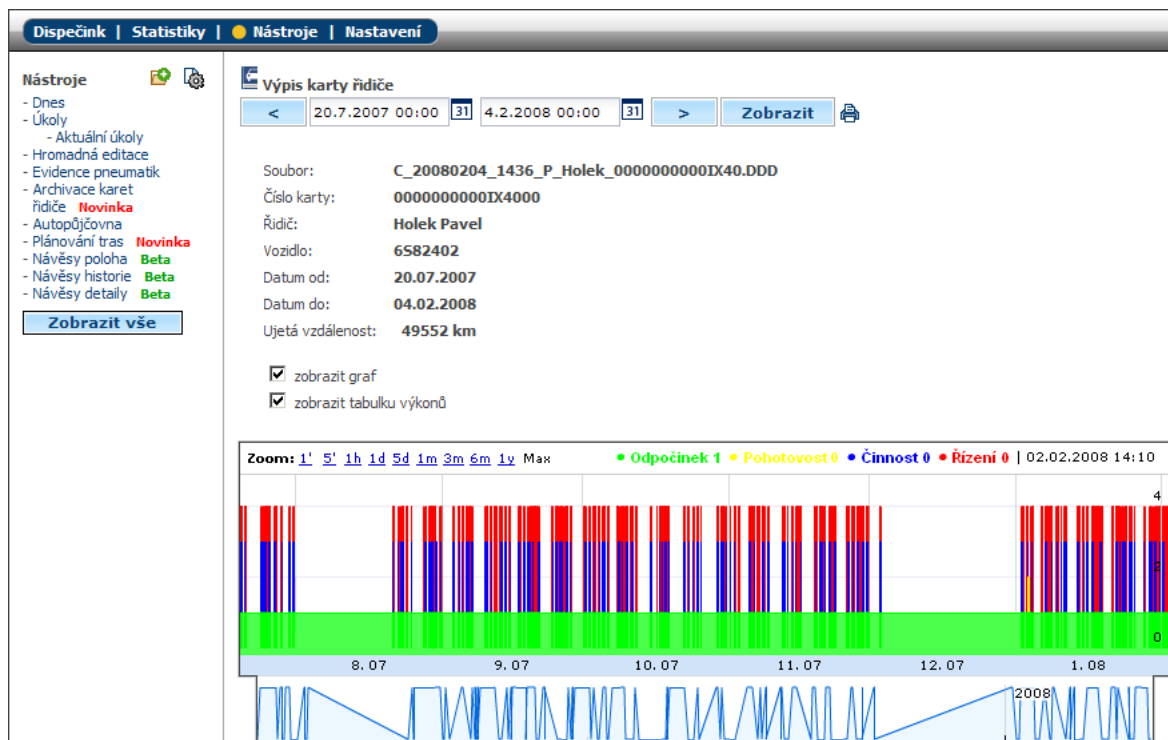 Dispečink | Statistiky | Nástroje | Nastavení
Nástroje
- Dnes
- Úkoly
- Aktuální úkoly
- Hromadná editace
- Evidence pneumatik
- Archivace karet
řidiče Novinka
- Autopůjčovna
- Plánování tras Novinka
- Návěsy poloha Beta
- Návěsy historie Beta
- Návěsy detaily Beta
Zobrazit vše
Výpis karty řidiče
< 20.7.2007 00:00 31 4.2.2008 00:00 31 > Zobrazit
Soubor: C_20080204_1436_P_Holek_0000000000IX40.DDD
Číslo karty: 0000000000IX4000
Řidič: Holek Pavel
Vozidlo: 6S82402
Datum od: 20.07.2007
Datum do: 04.02.2008
Ujetá vzdálenost: 49552 km
zobrazit graf
zobrazit tabulku výkonů
Zoom: 1' 5' 1h 1d 5d 1m 3m 6m 1y Max Odpočinek 1 Pohotovost 0 Činnost 0 Řízení 0 | 02.02.2008 14:10
4
2
0
8.07 9.07 10.07 11.07 12.07 1.08
2008